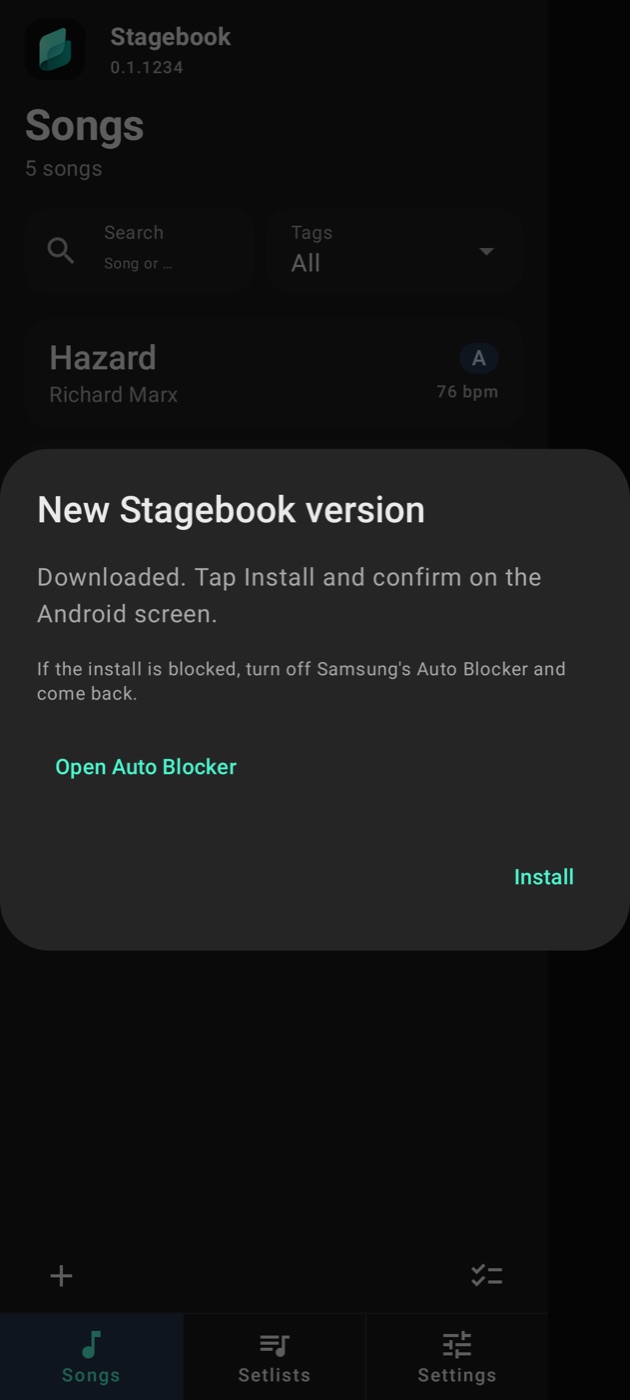 Stagebook
0.1.1234
Songs
5 songs
Search
Song or …
Tags
All
Hazard
A
Richard Marx
76 bpm
New Stagebook version
Downloaded. Tap Install and confirm on the
Android screen.
If the install is blocked, turn off Samsung's Auto Blocker and
come back.
Open Auto Blocker
Install
Songs
Setlists
Settings